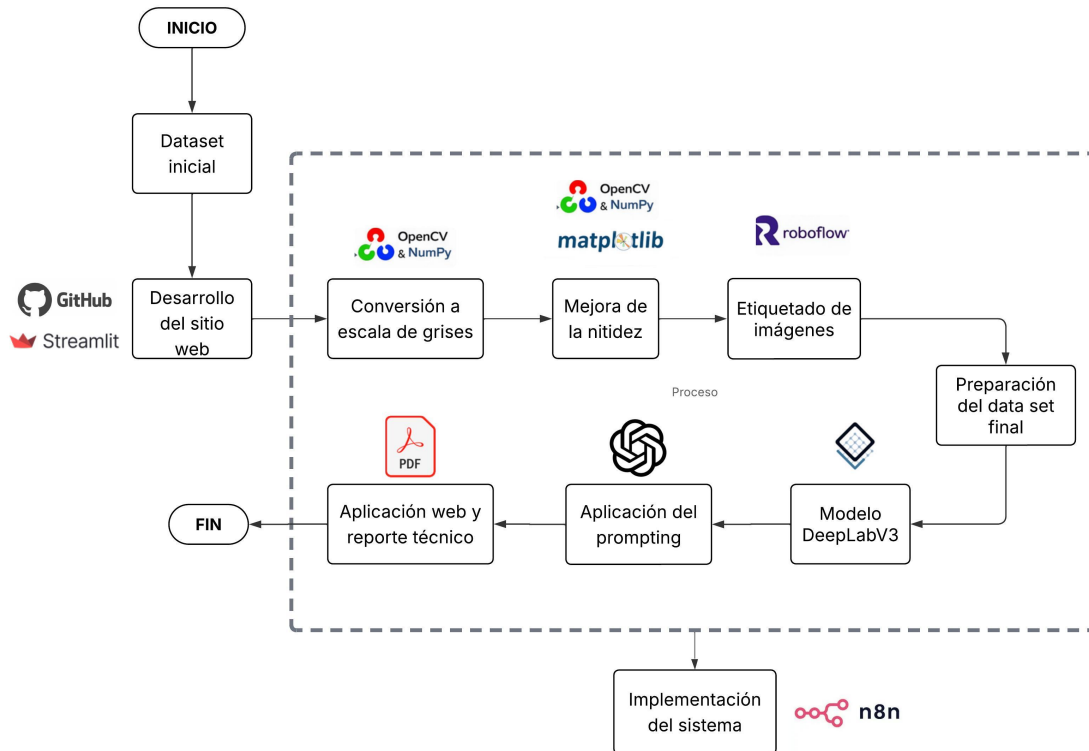 INICIO
Dataset
inicial
GitHub
Streamlit
Desarrollo
del sitio
web
OpenCV
& NumPy
Conversión a
escala de grises
OpenCV
& NumPy
matplotlib
Mejora de
la nitidez
roboflow
Etiquetado de
imágenes
Preparación
del data set
final
Proceso
Modelo
DeepLabV3
Aplicación del
prompting
PDF
Aplicación web y
reporte técnico
FIN
Implementación
del sistema
n8n